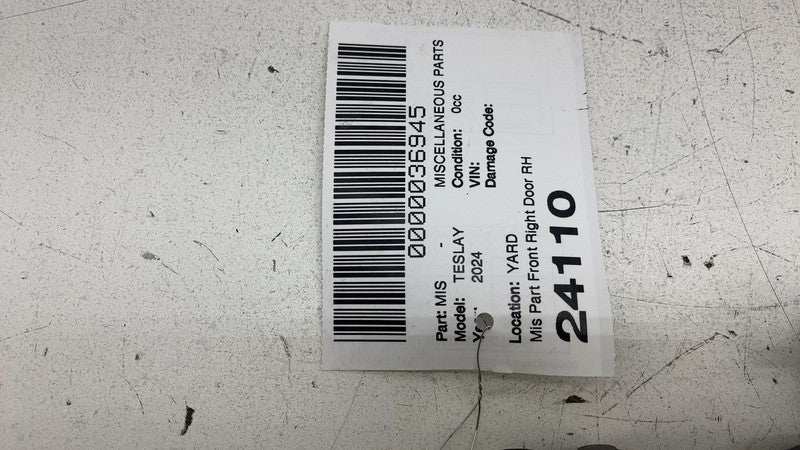 0000036945
Part: MIS - MISCELLANEOUS PARTS
Model: TESLAY Condition: 0cc
2024 VIN:
Damage Code:
Location: YARD
Mis Part Front Right Door RH
24110